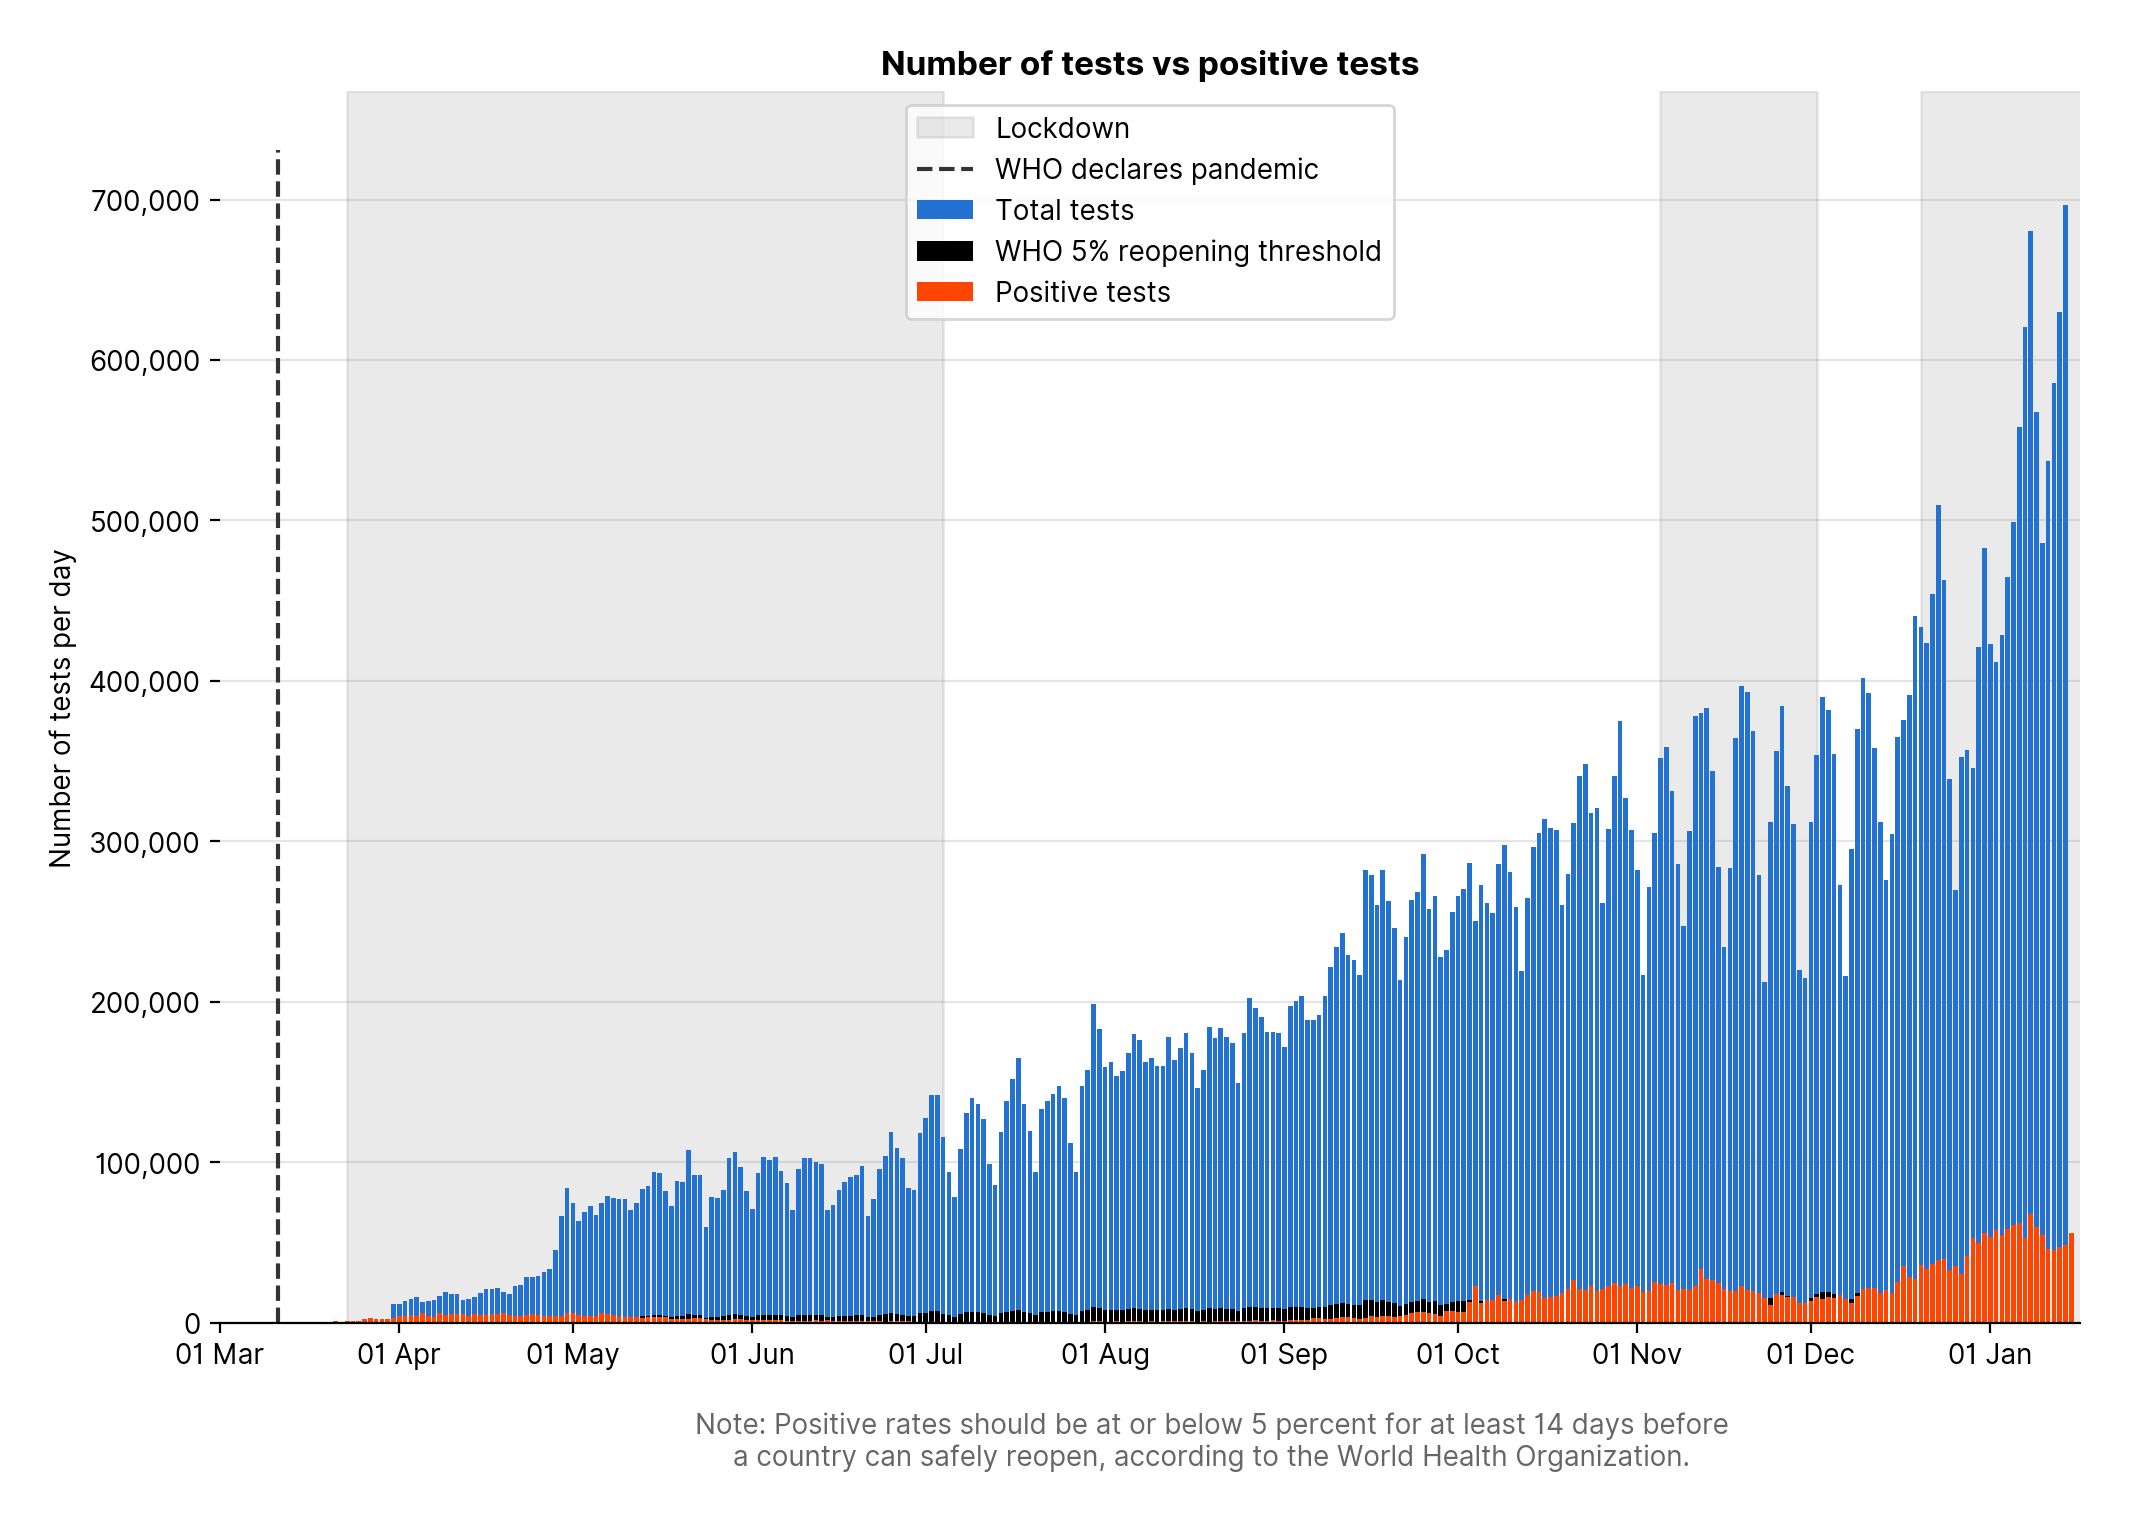 Number of tests vs positive tests
Lockdown
WHO declares pandemic
Total tests
WHO 5% reopening threshold
Positive tests
Number of tests per day
700,000
600,000
500,000
400,000
300,000
200,000
100,000
0
01 Mar
01 Apr
01 May
01 Jun
01 Jul
01 Aug
01 Sep
01 Oct
01 Nov
01 Dec
01 Jan
Note: Positive rates should be at or below 5 percent for at least 14 days before
a country can safely reopen, according to the World Health Organization.